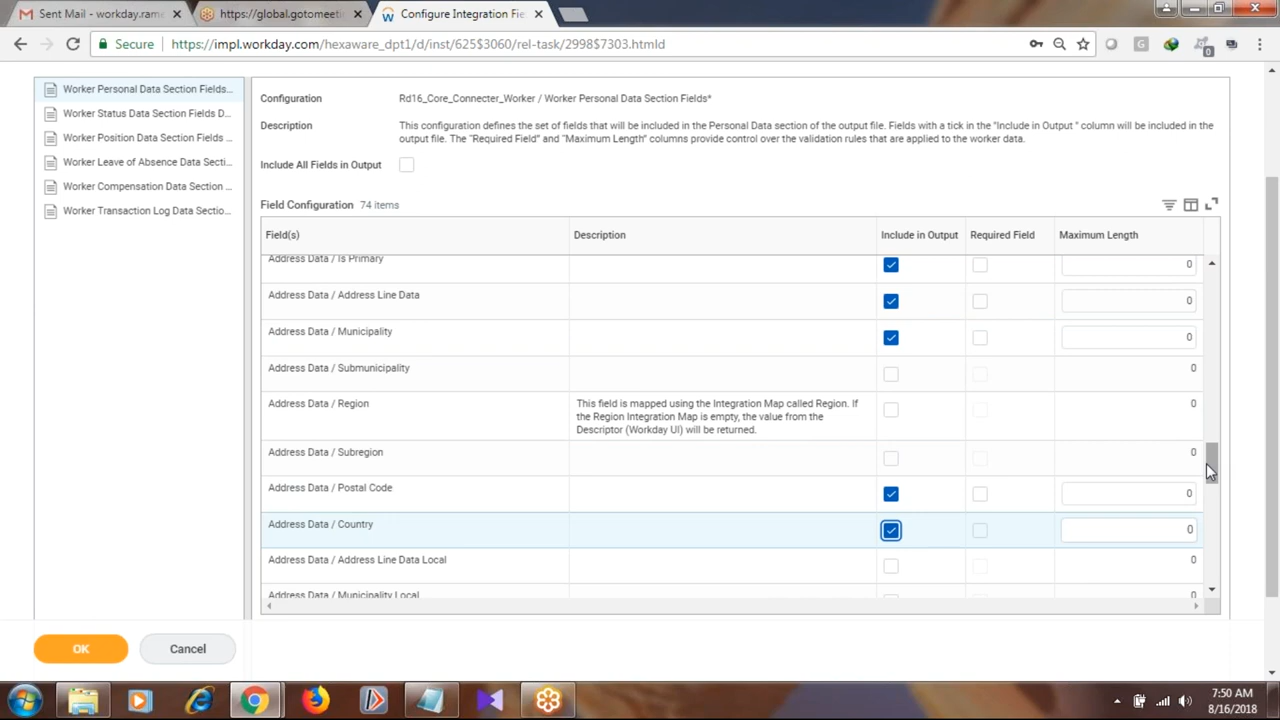 Sent Mail - workday.rame
https://global.gotomeeti
Configure Integration Fie
Secure
https://impl.workday.com/hexaware_dpt1/d/inst/625$3060/rel-task/2998$7303.htmld
Worker Personal Data Section Fields...
Worker Status Data Section Fields D...
Worker Position Data Section Fields ...
Worker Leave of Absence Data Secti...
Worker Compensation Data Section ...
Worker Transaction Log Data Sectio...
Configuration
Rd16_Core_Connecter_Worker / Worker Personal Data Section Fields*
Description
This configuration defines the set of fields that will be included in the Personal Data section of the output file. Fields with a tick in the "Include in Output " column will be included in the
output file. The "Required Field" and "Maximum Length" columns provide control over the validation rules that are applied to the worker data.
Include All Fields in Output
Field Configuration 74 items
Field(s)
Description
Include in Output
Required Field
Maximum Length
Address Data / Is Primary
0
Address Data / Address Line Data
0
Address Data / Municipality
0
Address Data / Submunicipality
0
Address Data / Region
This field is mapped using the Integration Map called Region. If
the Region Integration Map is empty, the value from the
Descriptor (Workday UI) will be returned.
0
Address Data / Subregion
0
Address Data / Postal Code
0
Address Data / Country
0
Address Data / Address Line Data Local
0
Address Data / Municipality Local
0
OK
Cancel
7:50 AM
8/16/2018